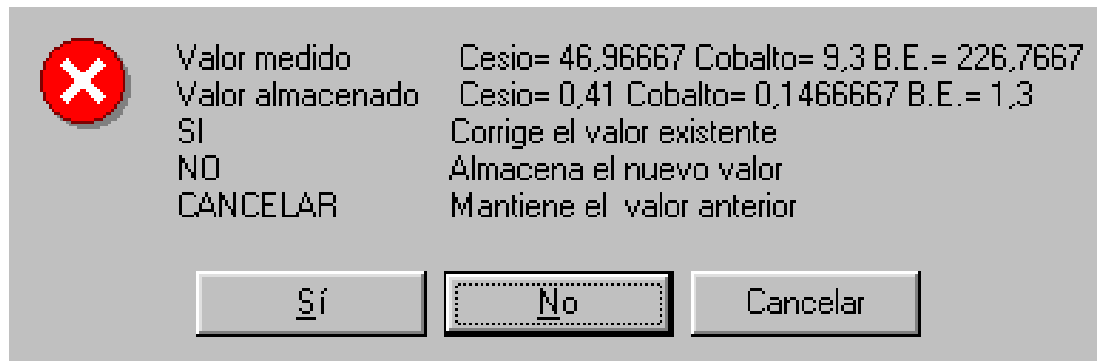 Valor medido Cesio= 46,96667 Cobalto= 9,3 B.E.= 226,7667
Valor almacenado Cesio= 0,41 Cobalto= 0,1466667 B.E.= 1,3
SI Corrige el valor existente
NO Almacena el nuevo valor
CANCELAR Mantiene el valor anterior
Sí No Cancelar